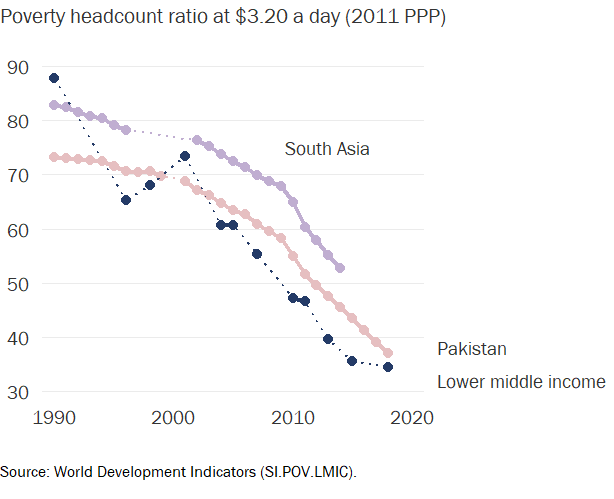 Poverty headcount ratio at $3.20 a day (2011 PPP)
90
80
South Asia
70
60
50
40
Pakistan
Lower middle income
30
1990 2000 2010 2020
Source: World Development Indicators (SI.POV.LMIC).